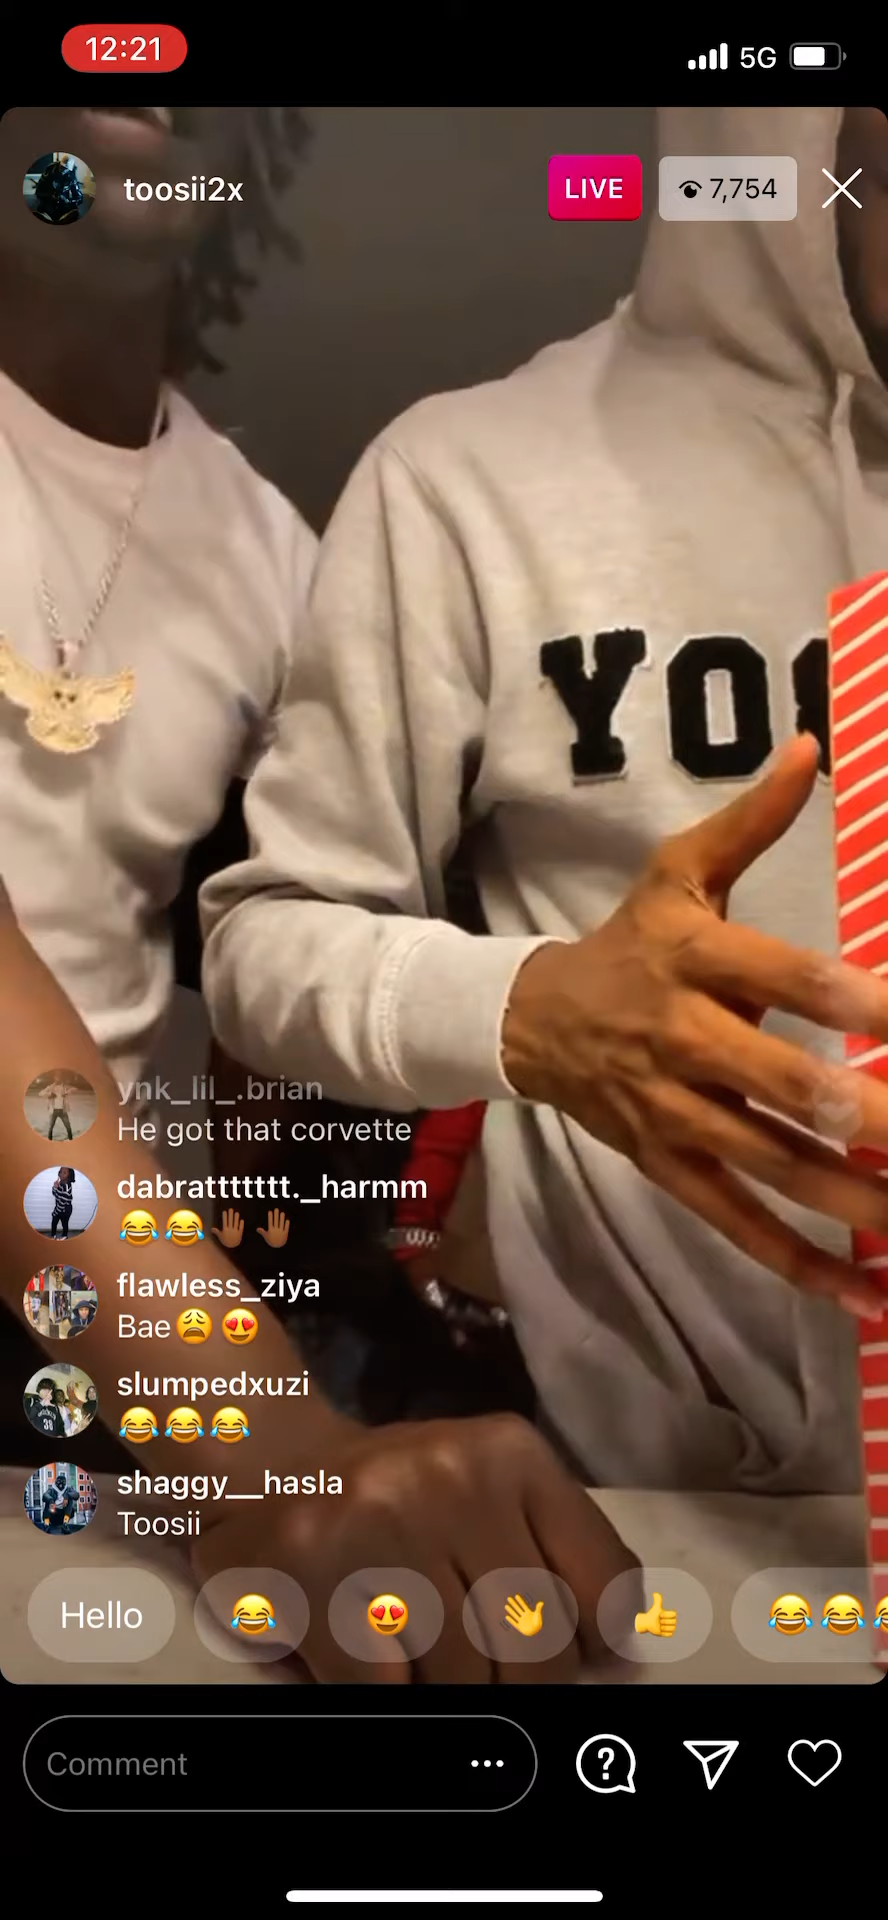 12:21
5G
toosii2x
LIVE
7,754
YO
ynk_lil_.brian
He got that corvette
dabrattttttt._harmm
😂😂🤚🏾🤚🏾
flawless_ziya
Bae😩😍
slumpedxuzi
😂😂😂
shaggy__hasla
Toosii
Hello
😂
😍
👋
👍
😂😂
Comment